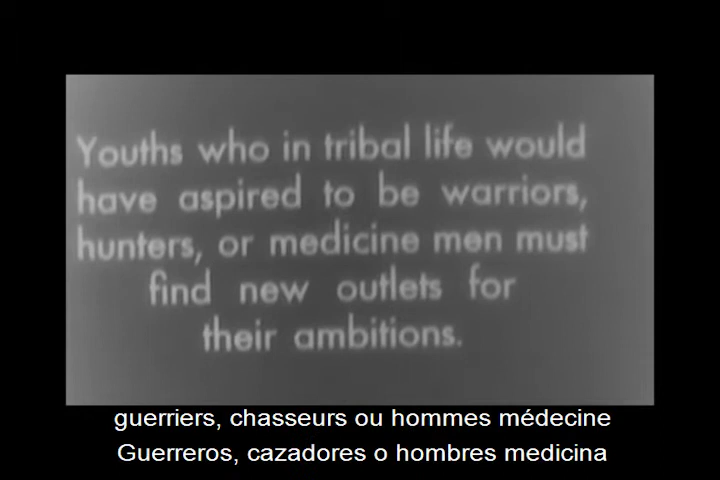 Youths who in tribal life would
have aspired to be warriors,
hunters, or medicine men must
find new outlets for
their ambitions.
guerriers, chasseurs ou hommes médecine
Guerreros, cazadores o hombres medicina